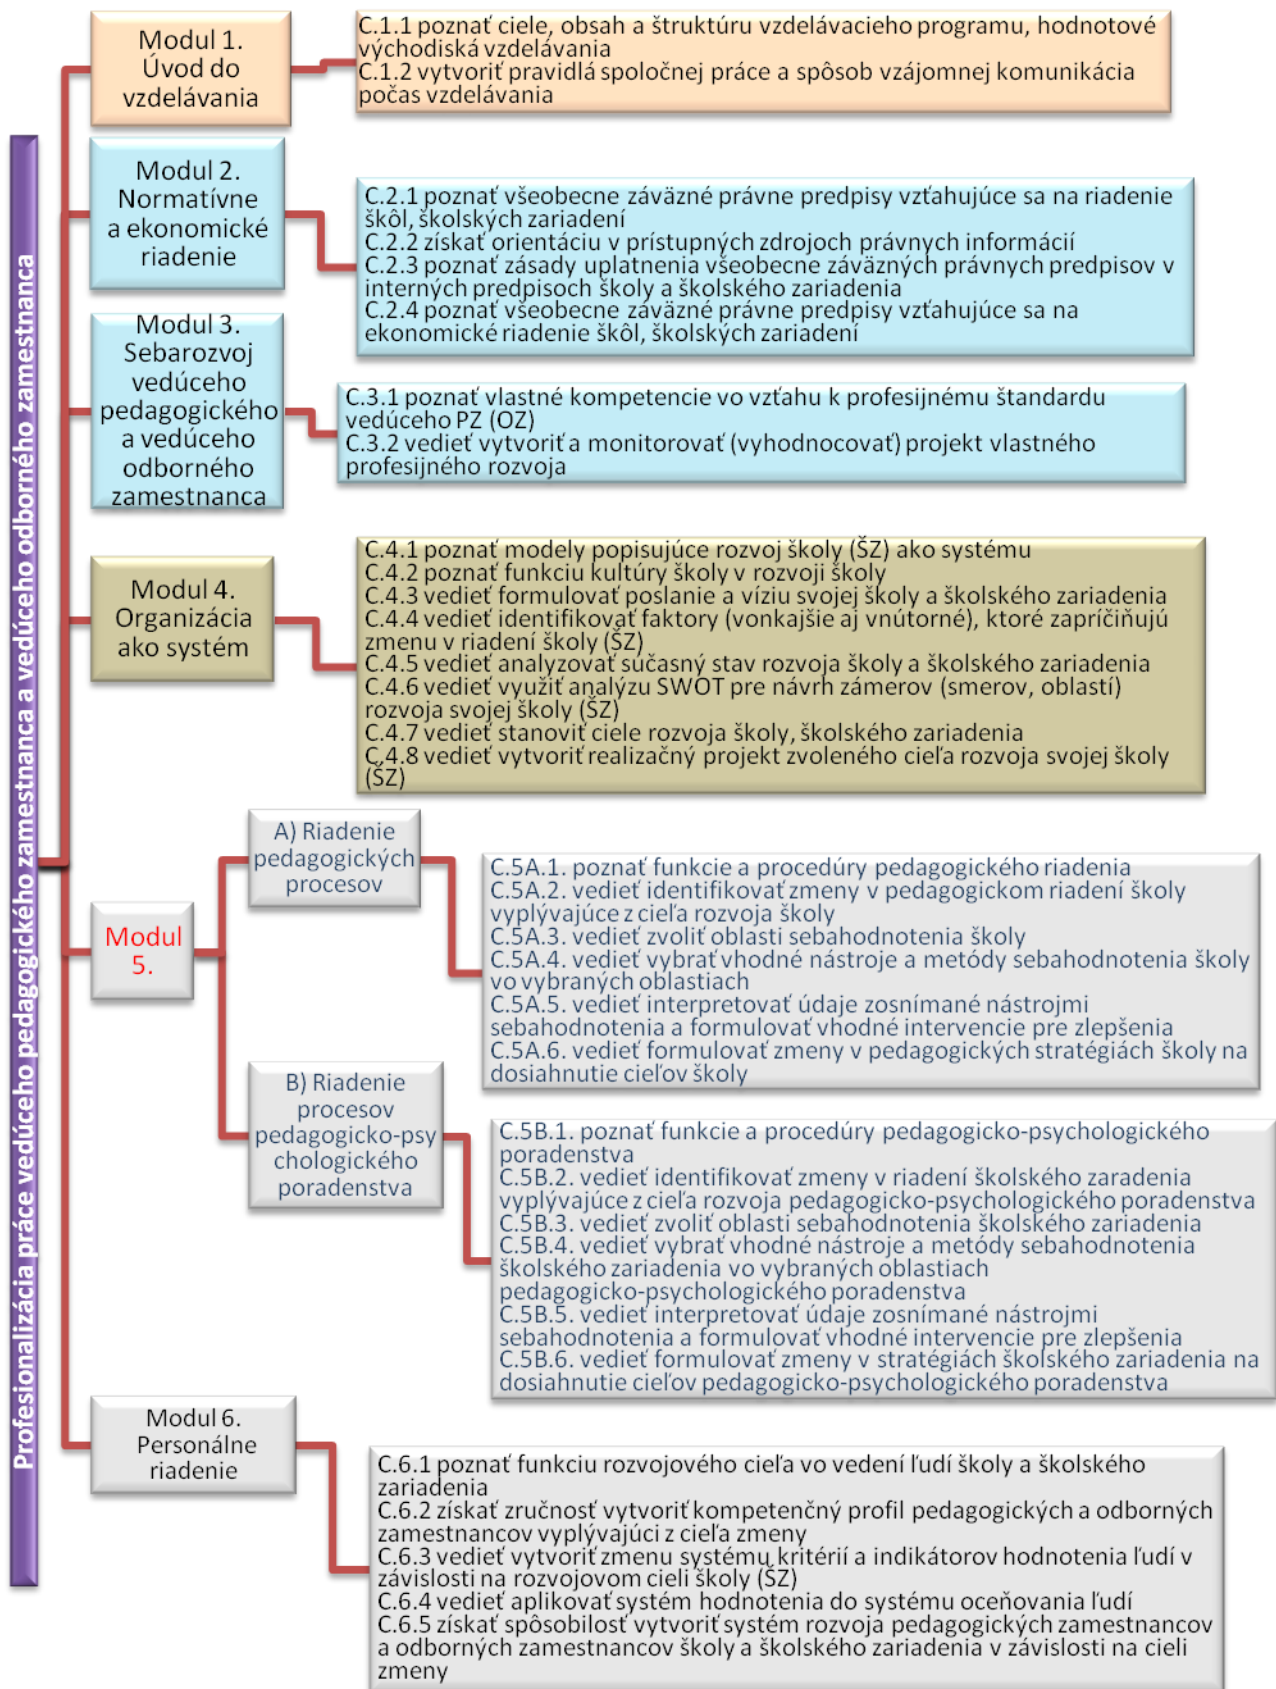 Profesionalizácia práce vedúceho pedagogického zamestnanca a vedúceho odborného zamestnanca
Modul 1.
Úvod do
vzdelávania
C.1.1 poznať ciele, obsah a štruktúru vzdelávacieho programu, hodnotové
východiská vzdelávania
C.1.2 vytvoriť pravidlá spoločnej práce a spôsob vzájomnej komunikácia
počas vzdelávania
Modul 2.
Normatívne
a ekonomické
riadenie
C.2.1 poznať všeobecne záväzné právne predpisy vzťahujúce sa na riadenie
škôl, školských zariadení
C.2.2 získať orientáciu v prístupných zdrojoch právnych informácií
C.2.3 poznať zásady uplatnenia všeobecne záväzných právnych predpisov v
interných predpisoch školy a školského zariadenia
C.2.4 poznať všeobecne záväzné právne predpisy vzťahujúce sa na
ekonomické riadenie škôl, školských zariadení
Modul 3.
Sebarozvoj
vedúceho
pedagogického
a vedúceho
odborného
zamestnanca
C.3.1 poznať vlastné kompetencie vo vzťahu k profesijnému štandardu
vedúceho PZ (OZ)
C.3.2 vedieť vytvoriť a monitorovať (vyhodnocovať) projekt vlastného
profesijného rozvoja
Modul 4.
Organizácia
ako systém
C.4.1 poznať modely popisujúce rozvoj školy (ŠZ) ako systému
C.4.2 poznať funkciu kultúry školy v rozvoji školy
C.4.3 vedieť formulovať poslanie a víziu svojej školy a školského zariadenia
C.4.4 vedieť identifikovať faktory (vonkajšie aj vnútorné), ktoré zapríčiňujú
zmenu v riadení školy (ŠZ)
C.4.5 vedieť analyzovať súčasný stav rozvoja školy a školského zariadenia
C.4.6 vedieť využiť analýzu SWOT pre návrh zámerov (smerov, oblastí)
rozvoja svojej školy (ŠZ)
C.4.7 vedieť stanoviť ciele rozvoja školy, školského zariadenia
C.4.8 vedieť vytvoriť realizačný projekt zvoleného cieľa rozvoja svojej školy
(ŠZ)
Modul
5.
A) Riadenie
pedagogických
procesov
C.5A.1. poznať funkcie a procedúry pedagogického riadenia
C.5A.2. vedieť identifikovať zmeny v pedagogickom riadení školy
vyplývajúce z cieľa rozvoja školy
C.5A.3. vedieť zvoliť oblasti sebahodnotenia školy
C.5A.4. vedieť vybrať vhodné nástroje a metódy sebahodnotenia školy
vo vybraných oblastiach
C.5A.5. vedieť interpretovať údaje zosnímané nástrojmi
sebahodnotenia a formulovať vhodné intervencie pre zlepšenia
C.5A.6. vedieť formulovať zmeny v pedagogických stratégiách školy na
dosiahnutie cieľov školy
B) Riadenie
procesov
pedagogicko-psy
chologického
poradenstva
C.5B.1. poznať funkcie a procedúry pedagogicko-psychologického
poradenstva
C.5B.2. vedieť identifikovať zmeny v riadení školského zaradenia
vyplývajúce z cieľa rozvoja pedagogicko-psychologického poradenstva
C.5B.3. vedieť zvoliť oblasti sebahodnotenia školského zariadenia
C.5B.4. vedieť vybrať vhodné nástroje a metódy sebahodnotenia
školského zariadenia vo vybraných oblastiach
pedagogicko-psychologického poradenstva
C.5B.5. vedieť interpretovať údaje zosnímané nástrojmi
sebahodnotenia a formulovať vhodné intervencie pre zlepšenia
C.5B.6. vedieť formulovať zmeny v stratégiách školského zariadenia na
dosiahnutie cieľov pedagogicko-psychologického poradenstva
Modul 6.
Personálne
riadenie
C.6.1 poznať funkciu rozvojového cieľa vo vedení ľudí školy a školského
zariadenia
C.6.2 získať zručnosť vytvoriť kompetenčný profil pedagogických a odborných
zamestnancov vyplývajúci z cieľa zmeny
C.6.3 vedieť vytvoriť zmenu systému kritérií a indikátorov hodnotenia ľudí v
závislosti na rozvojovom cieli školy (ŠZ)
C.6.4 vedieť aplikovať systém hodnotenia do systému oceňovania ľudí
C.6.5 získať spôsobilosť vytvoriť systém rozvoja pedagogických zamestnancov
a odborných zamestnancov školy a školského zariadenia v závislosti na cieli
zmeny